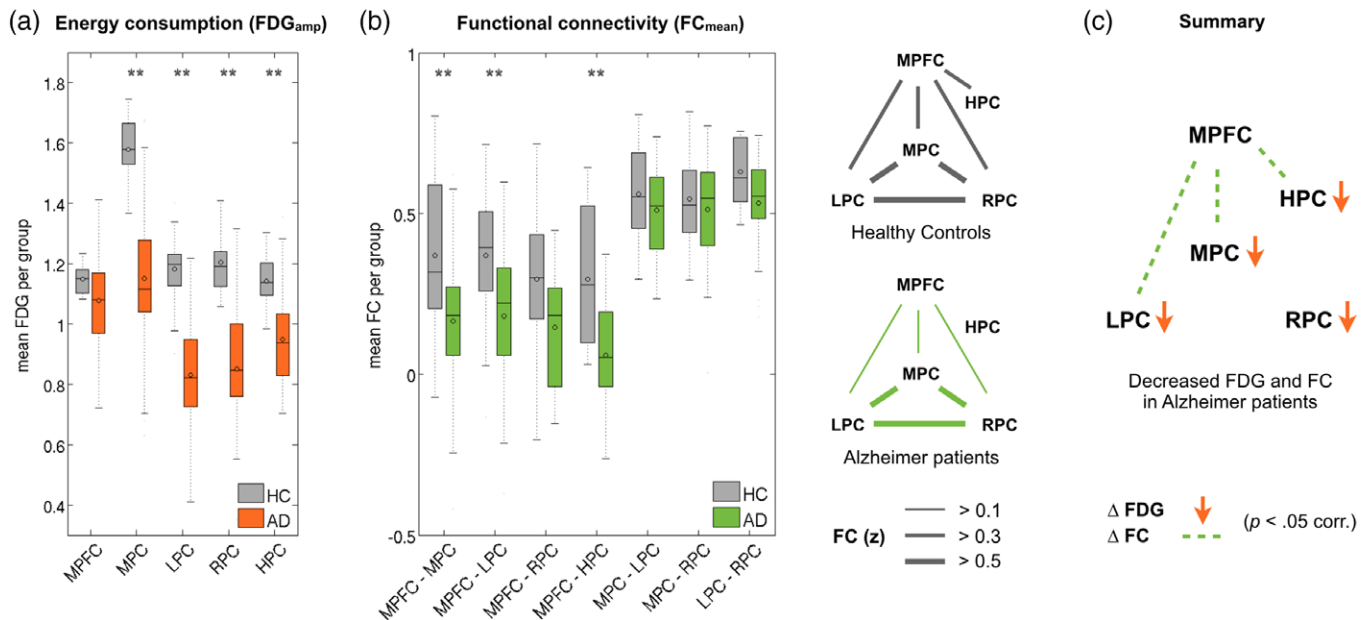 (a) Energy consumption (FDGamp)
mean FDG per group
1.8
1.6
1.4
1.2
1
0.8
0.6
0.4
** ** ** **
HC
AD
MPFC
MPC
LPC
RPC
HPC
(b) Functional connectivity (FCmean)
mean FC per group
1
0.5
0
-0.5
** ** **
HC
AD
MPFC - MPC
MPFC - LPC
MPFC - RPC
MPFC - HPC
MPC - LPC
MPC - RPC
LPC - RPC
MPFC
HPC
MPC
LPC RPC
Healthy Controls
MPFC
HPC
MPC
LPC RPC
Alzheimer patients
FC (z)
> 0.1
> 0.3
> 0.5
(c) Summary
MPFC
HPC
MPC
LPC RPC
Decreased FDG and FC
in Alzheimer patients
Δ FDG
Δ FC
(p < .05 corr.)